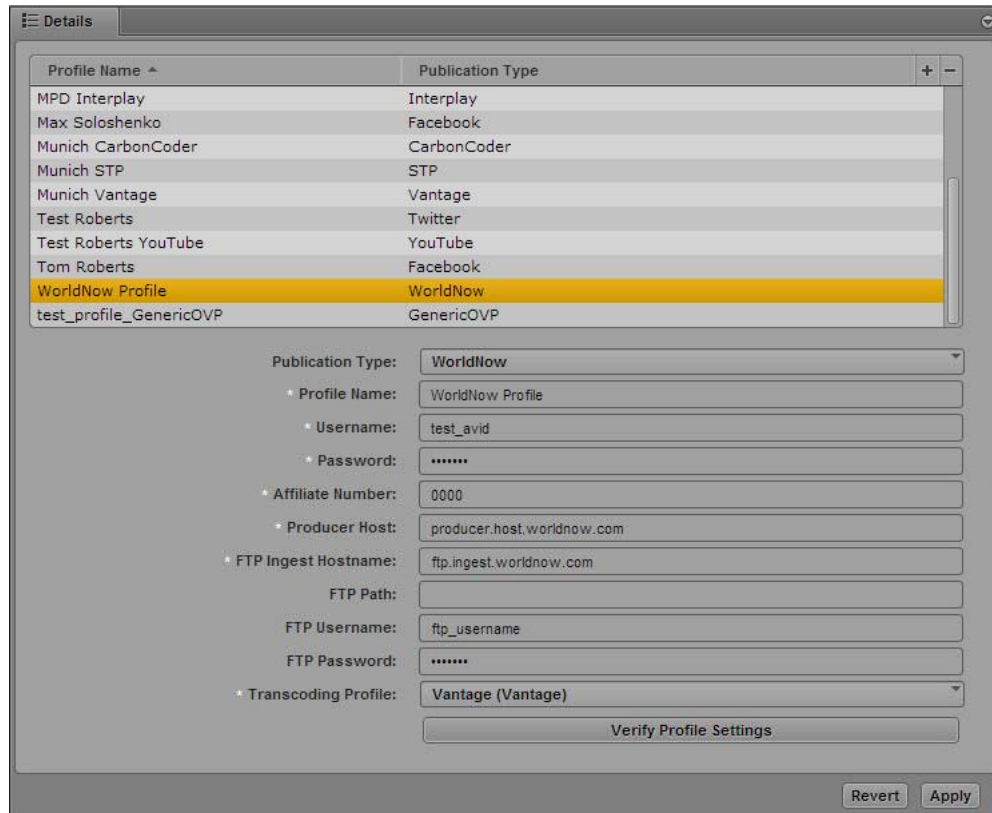 Details
Profile Name Publication Type + −
MPD Interplay Interplay
Max Soloshenko Facebook
Munich CarbonCoder CarbonCoder
Munich STP STP
Munich Vantage Vantage
Test Roberts Twitter
Test Roberts YouTube YouTube
Tom Roberts Facebook
WorldNow Profile WorldNow
test_profile_GenericOVP GenericOVP
Publication Type: WorldNow
* Profile Name: WorldNow Profile
* Username: test_avid
* Password: •••••••
* Affiliate Number: 0000
* Producer Host: producer.host.worldnow.com
* FTP Ingest Hostname: ftp.ingest.worldnow.com
FTP Path:
FTP Username: ftp_username
FTP Password: •••••••
* Transcoding Profile: Vantage (Vantage)
Verify Profile Settings
Revert Apply